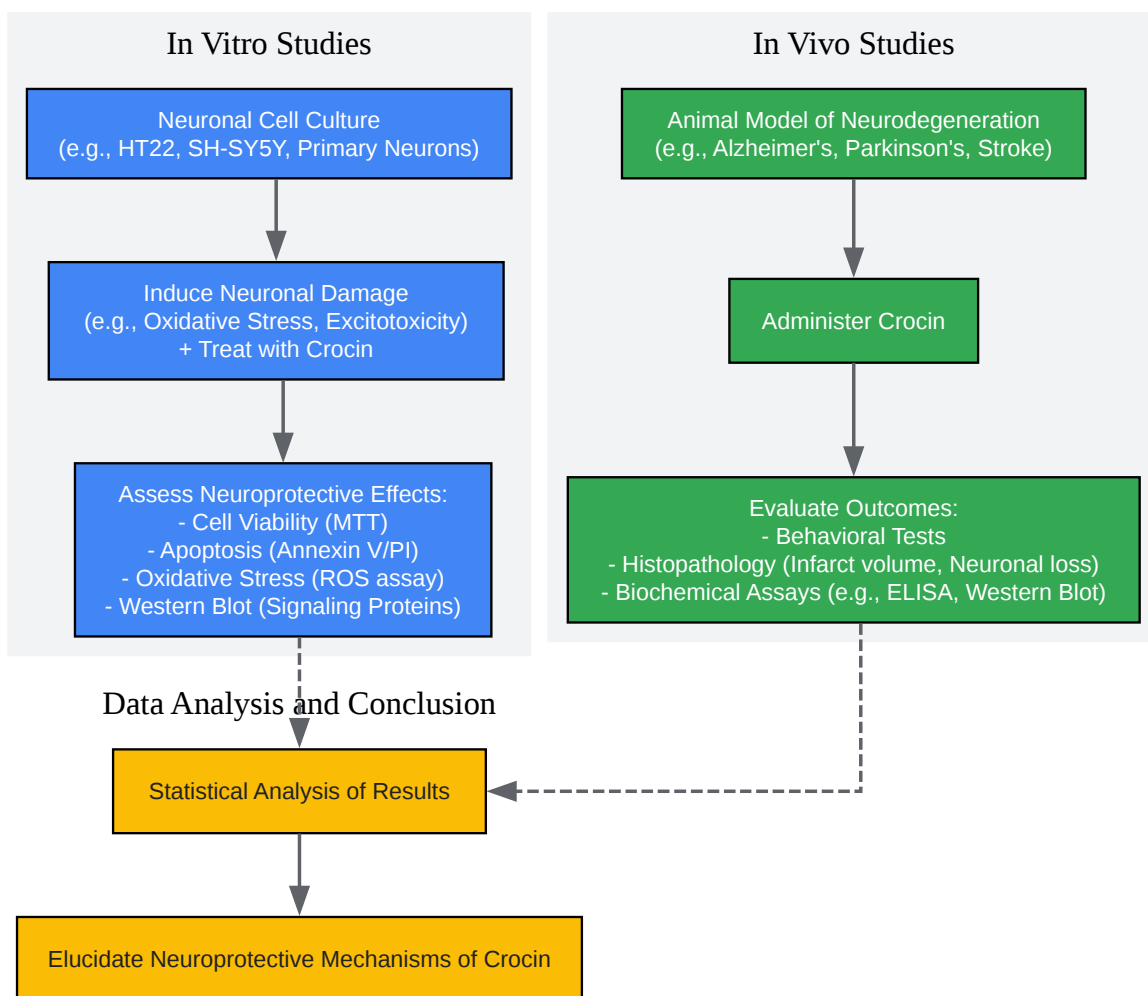 In Vitro Studies
Neuronal Cell Culture
(e.g., HT22, SH-SY5Y, Primary Neurons)
Induce Neuronal Damage
(e.g., Oxidative Stress, Excitotoxicity)
+ Treat with Crocin
Assess Neuroprotective Effects:
- Cell Viability (MTT)
- Apoptosis (Annexin V/PI)
- Oxidative Stress (ROS assay)
- Western Blot (Signaling Proteins)
In Vivo Studies
Animal Model of Neurodegeneration
(e.g., Alzheimer's, Parkinson's, Stroke)
Administer Crocin
Evaluate Outcomes:
- Behavioral Tests
- Histopathology (Infarct volume, Neuronal loss)
- Biochemical Assays (e.g., ELISA, Western Blot)
Data Analysis and Conclusion
Statistical Analysis of Results
Elucidate Neuroprotective Mechanisms of Crocin